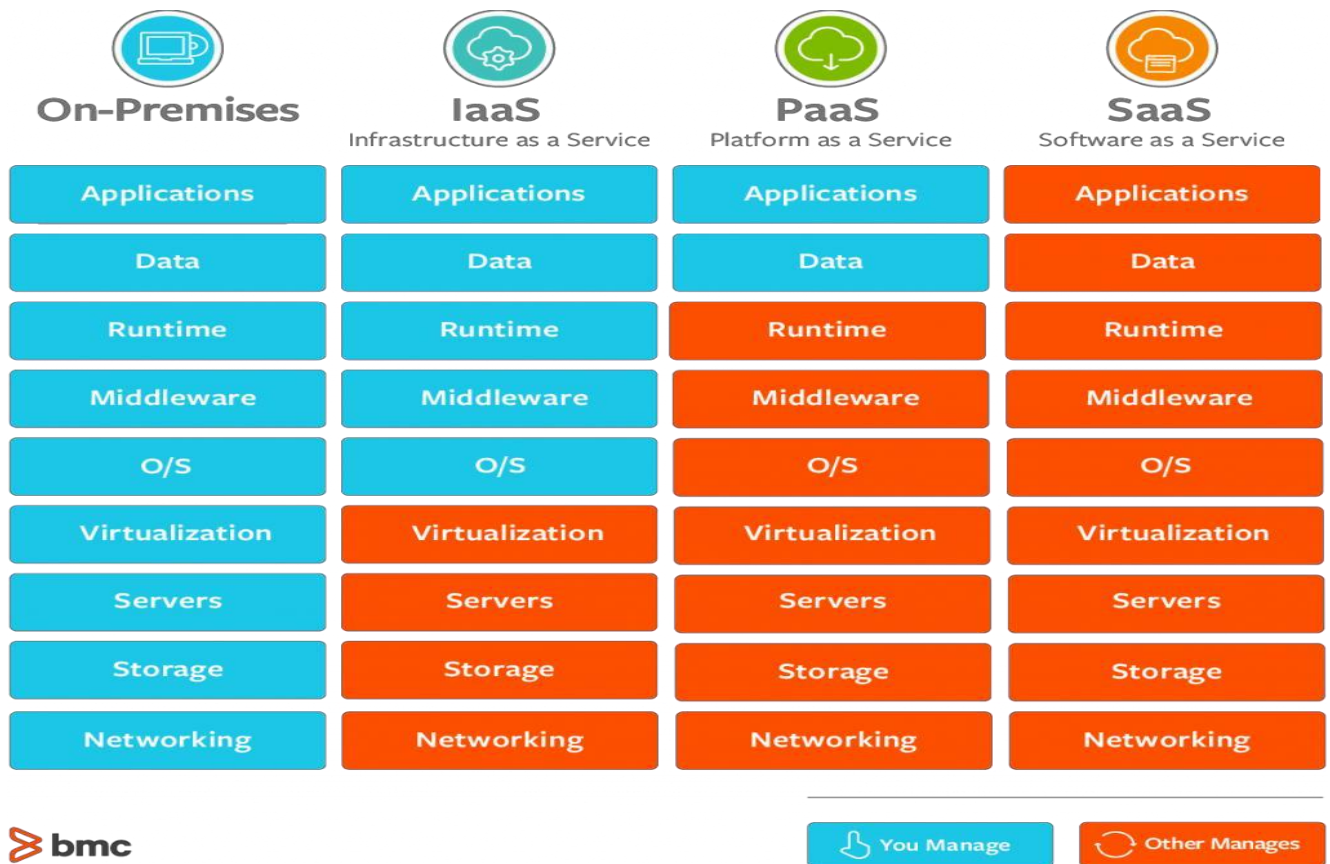 On-Premises IaaS PaaS SaaS
Infrastructure as a Service Platform as a Service Software as a Service
Applications Applications Applications Applications
Data Data Data Data
Runtime Runtime Runtime Runtime
Middleware Middleware Middleware Middleware
O/S O/S O/S O/S
Virtualization Virtualization Virtualization Virtualization
Servers Servers Servers Servers
Storage Storage Storage Storage
Networking Networking Networking Networking
bmc You Manage Other Manages